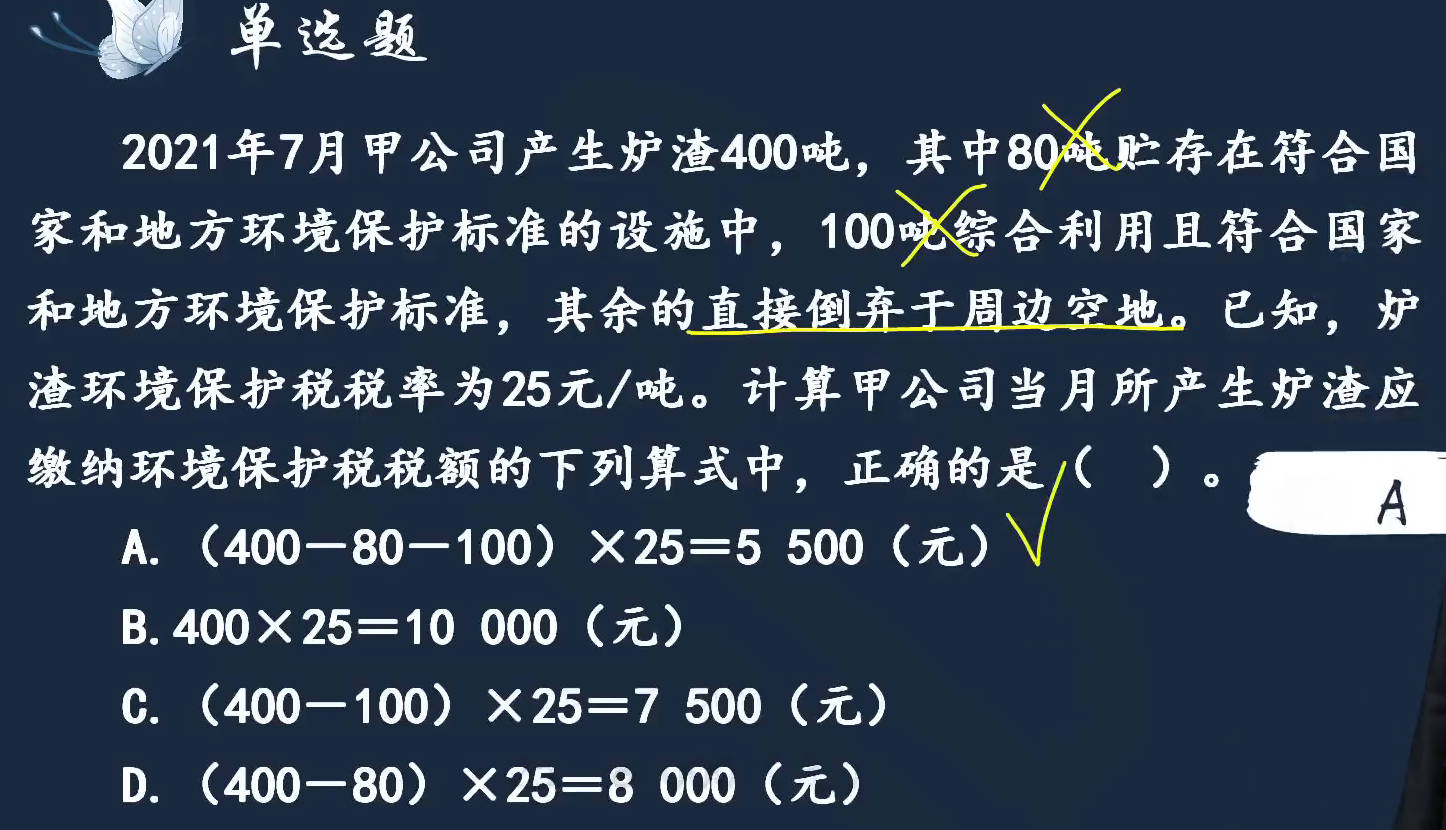 单选题
2021年7月甲公司产生炉渣400吨，其中80吨贮存在符合国
家和地方环境保护标准的设施中，100吨综合利用且符合国家
和地方环境保护标准，其余的直接倒弃于周边空地。已知，炉
渣环境保护税税率为25元/吨。计算甲公司当月所产生炉渣应
缴纳环境保护税税额的下列算式中，正确的是（ ）。
A
A.（400－80－100）×25＝5 500（元）
B.400×25＝10 000（元）
C.（400－100）×25＝7 500（元）
D.（400－80）×25＝8 000（元）